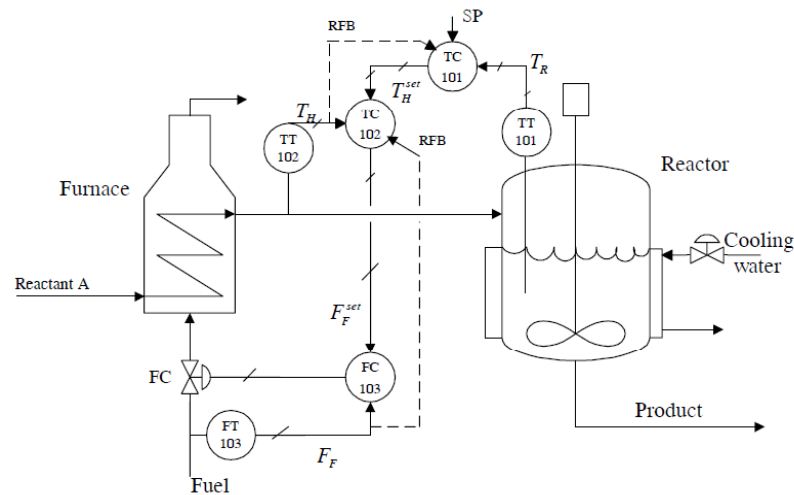 SP
RFB
TC
101
T_R
T_H^{set}
T_H
TC
102
TT
101
TT
102
RFB
Reactor
Furnace
Cooling
water
Reactant A
F_F^{set}
FC
FC
103
Product
FT
103
F_F
Fuel